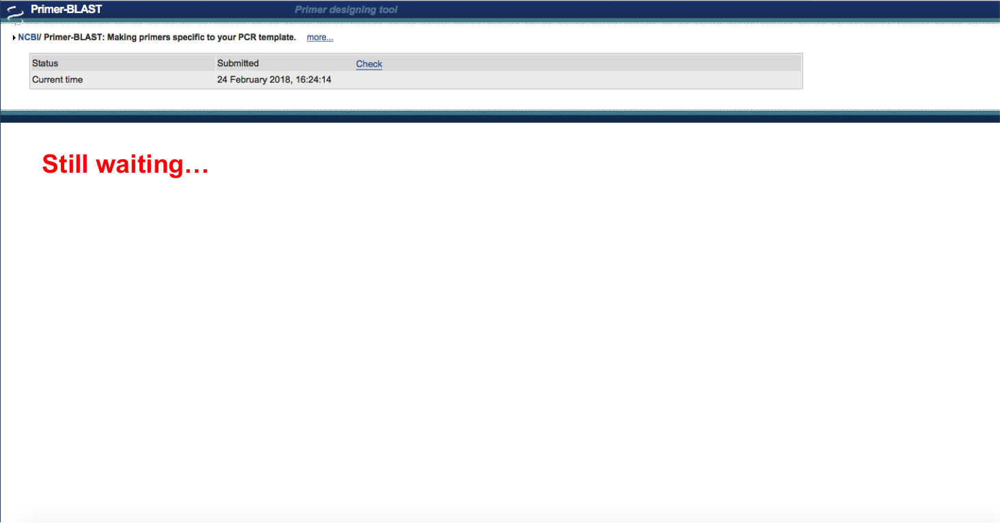 Primer-BLAST Primer designing tool
NCBI/ Primer-BLAST: Making primers specific to your PCR template. more...
Status Submitted Check
Current time 24 February 2018, 16:24:14
Still waiting…